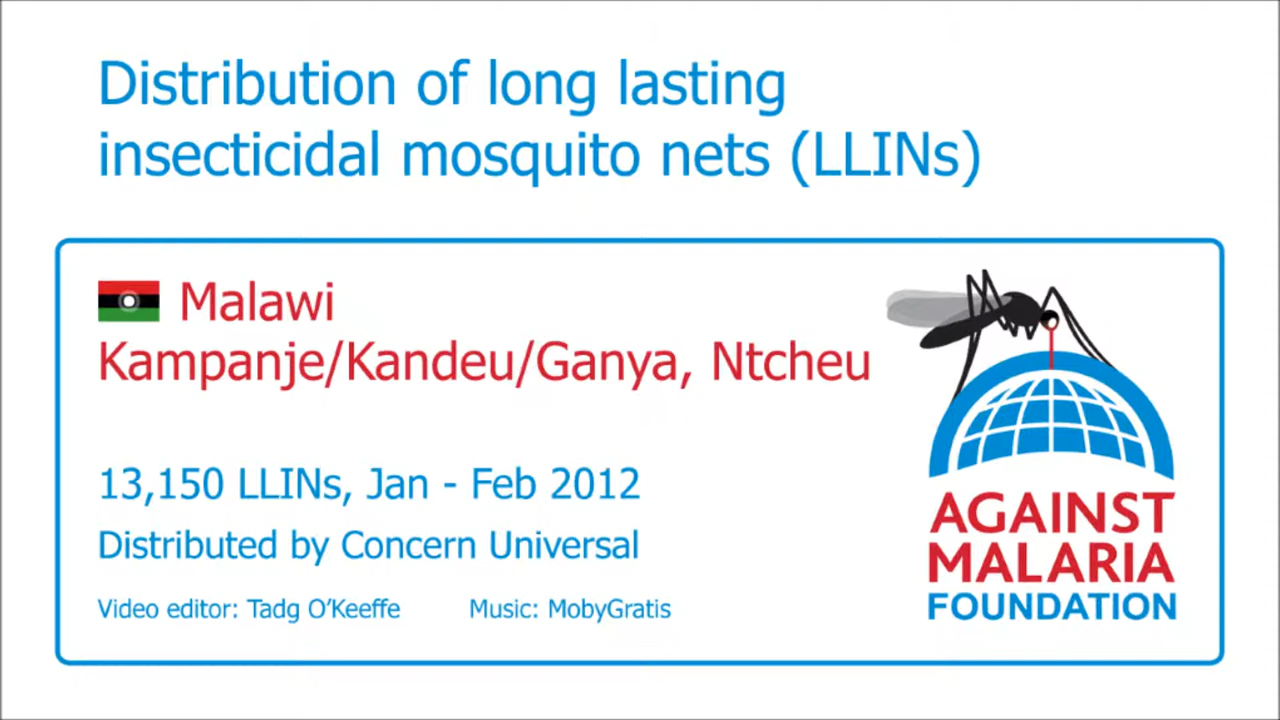 Distribution of long lasting
insecticidal mosquito nets (LLINs)
Malawi
Kampanje/Kandeu/Ganya, Ntcheu
13,150 LLINs, Jan - Feb 2012
Distributed by Concern Universal
Video editor: Tadg O'Keeffe
Music: MobyGratis
AGAINST
MALARIA
FOUNDATION